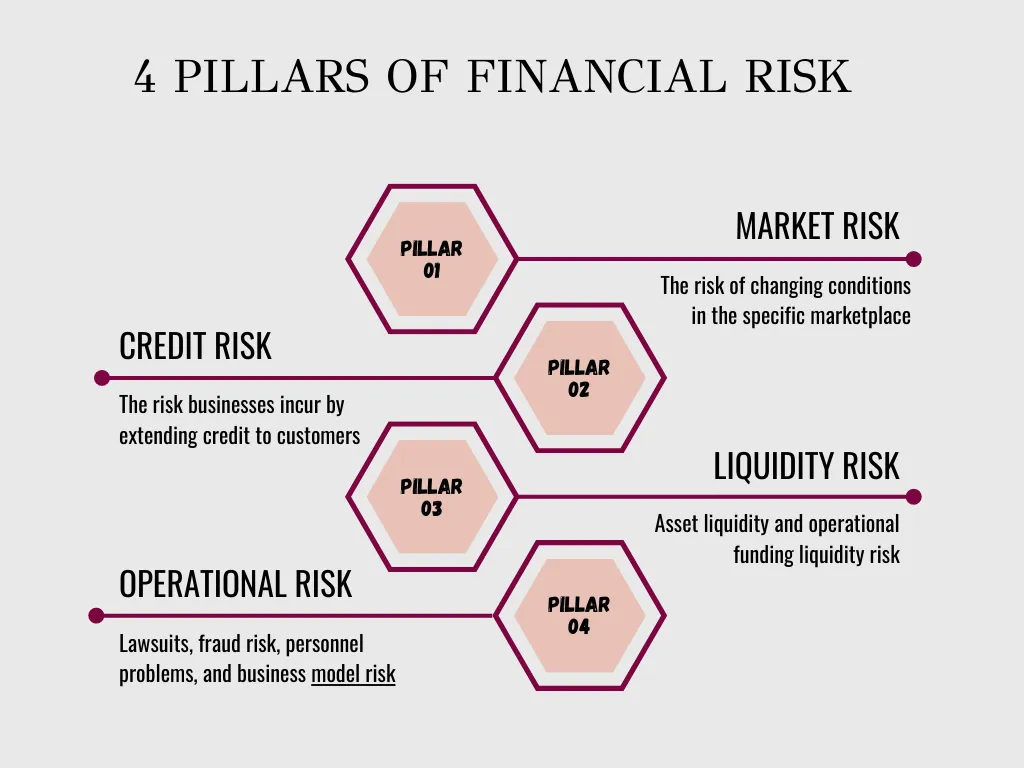 4 PILLARS OF FINANCIAL RISK
PILLAR
01
MARKET RISK
The risk of changing conditions
in the specific marketplace
PILLAR
02
CREDIT RISK
The risk businesses incur by
extending credit to customers
PILLAR
03
LIQUIDITY RISK
Asset liquidity and operational
funding liquidity risk
PILLAR
04
OPERATIONAL RISK
Lawsuits, fraud risk, personnel
problems, and business model risk